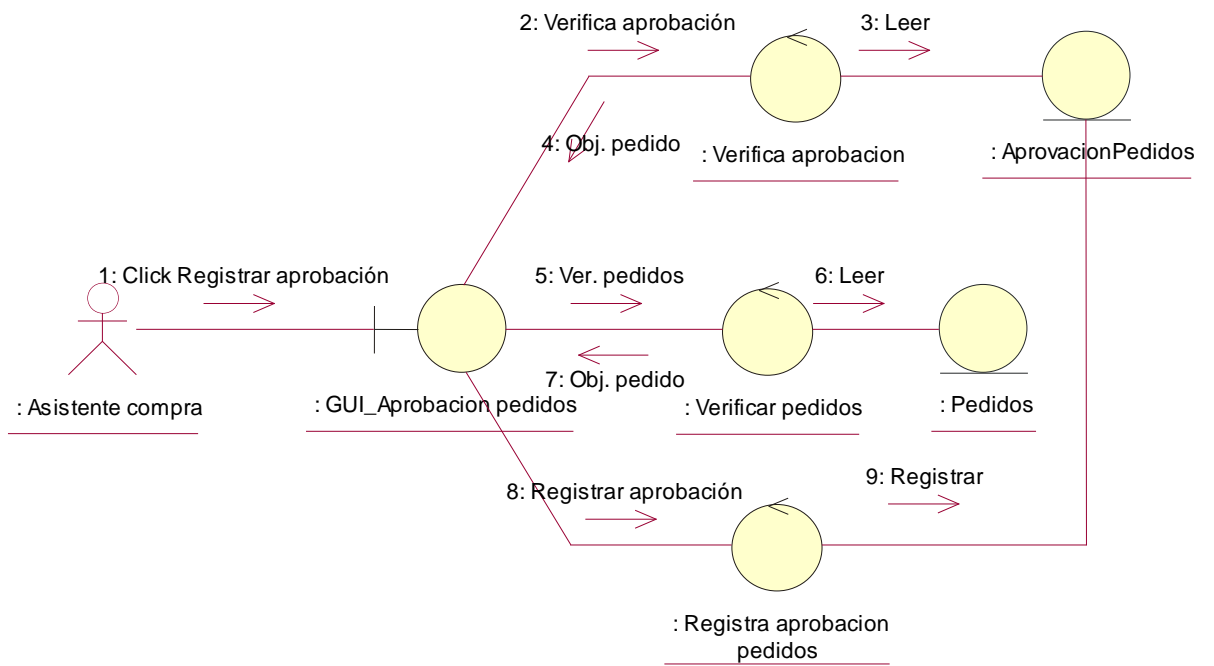 2: Verifica aprobación
3: Leer
4: Obj. pedido
: Verifica aprobacion
: AprovacionPedidos
1: Click Registrar aprobación
5: Ver. pedidos
6: Leer
7: Obj. pedido
: Asistente compra
: GUI_Aprobacion pedidos
: Verificar pedidos
: Pedidos
8: Registrar aprobación
9: Registrar
: Registra aprobacion
pedidos